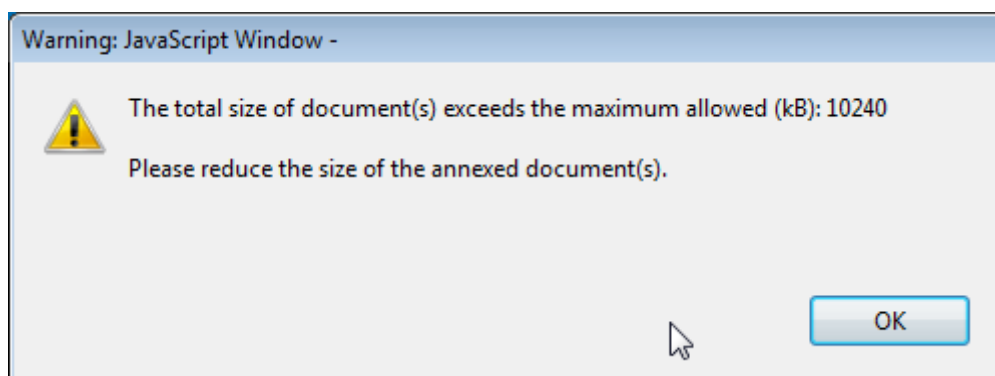 Warning: JavaScript Window -
The total size of document(s) exceeds the maximum allowed (kB): 10240
Please reduce the size of the annexed document(s).
OK